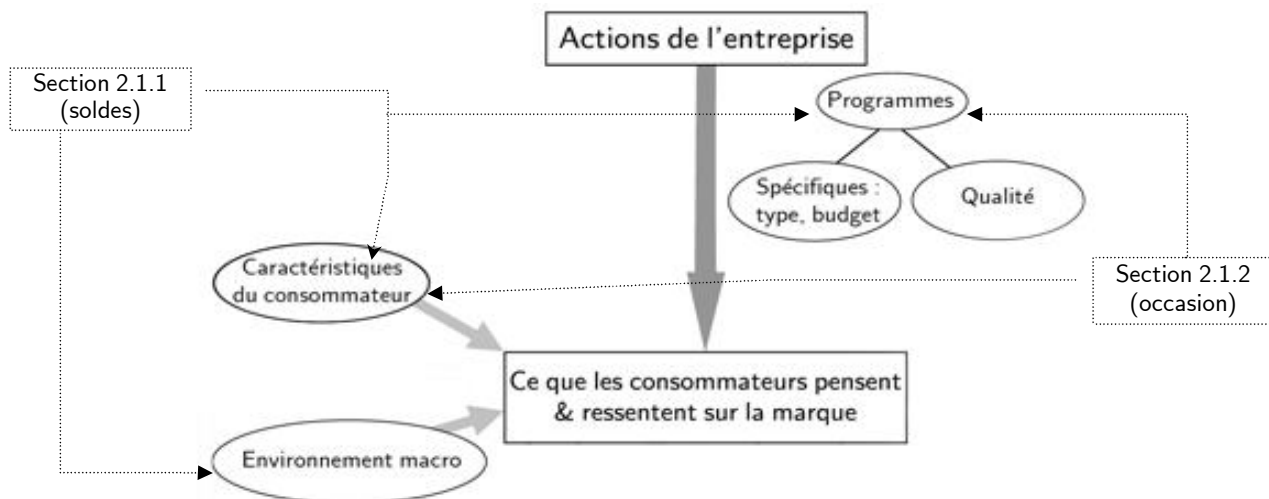 Actions de l'entreprise
Section 2.1.1
(soldes)
Programmes
Spécifiques :
type, budget
Qualité
Caractéristiques
du consommateur
Section 2.1.2
(occasion)
Ce que les consommateurs pensent
& ressentent sur la marque
Environnement macro